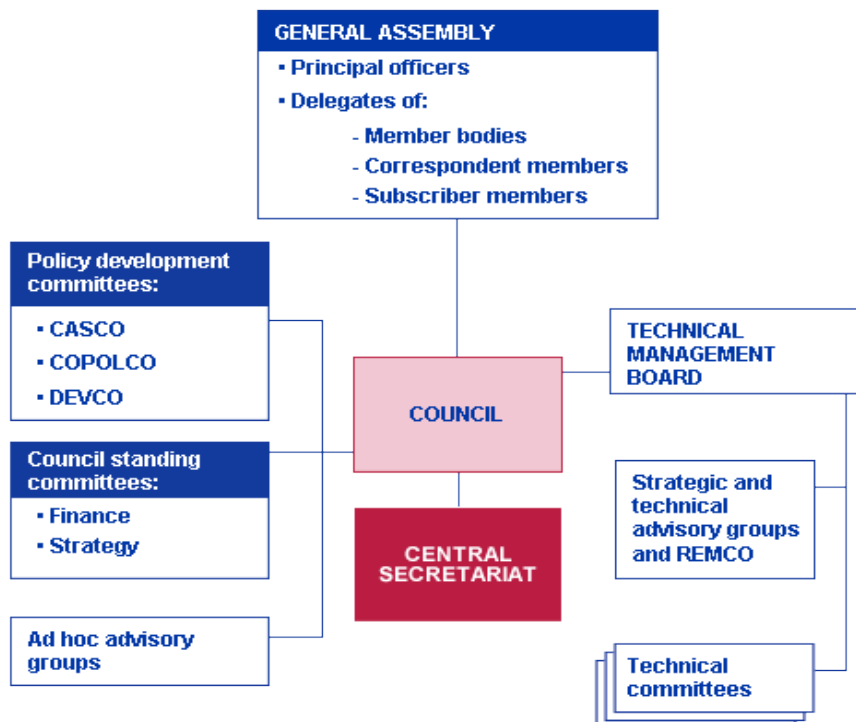 GENERAL ASSEMBLY
▪ Principal officers
▪ Delegates of:
- Member bodies
- Correspondent members
- Subscriber members
Policy development
committees:
▪ CASCO
▪ COPOLCO
▪ DEVCO
TECHNICAL
MANAGEMENT
BOARD
COUNCIL
Council standing
committees:
▪ Finance
▪ Strategy
Strategic and
technical
advisory groups
and REMCO
CENTRAL
SECRETARIAT
Ad hoc advisory
groups
Technical
committees